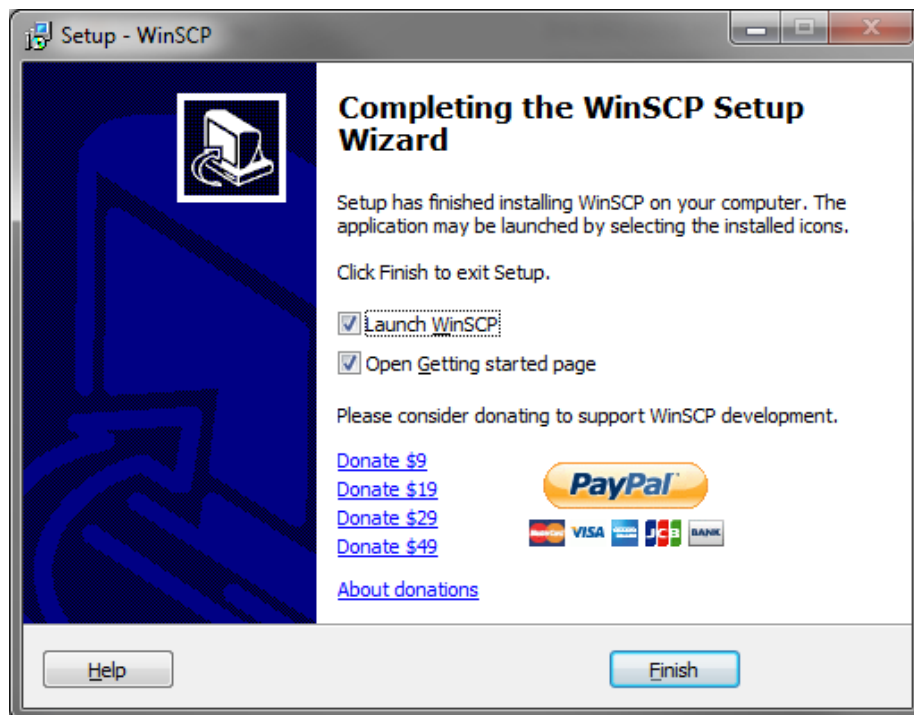 Setup - WinSCP
Completing the WinSCP Setup
Wizard
Setup has finished installing WinSCP on your computer. The
application may be launched by selecting the installed icons.
Click Finish to exit Setup.
Launch WinSCP
Open Getting started page
Please consider donating to support WinSCP development.
Donate $9
Donate $19
Donate $29
Donate $49
PayPal
MasterCard VISA JCB BANK
About donations
Help
Finish